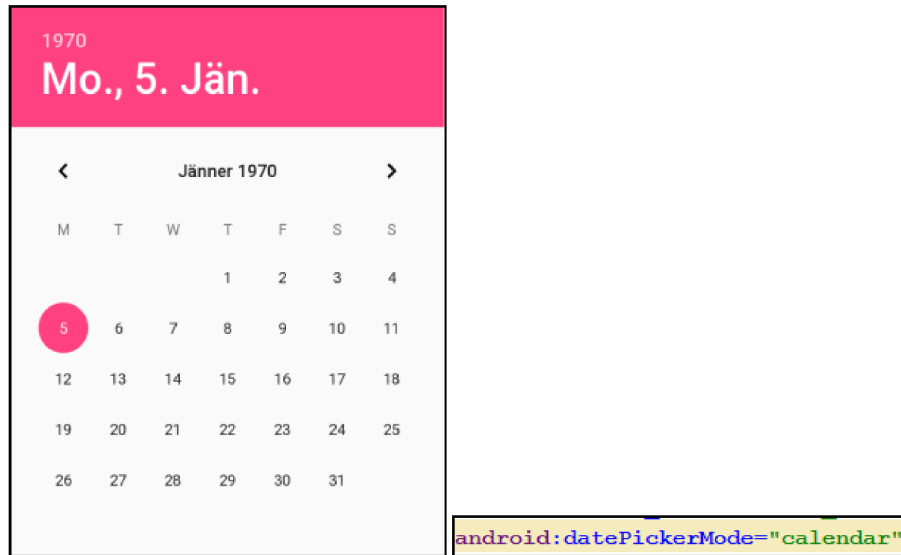 1970
Mo., 5. Jän.
Jänner 1970
M T W T F S S
1 2 3 4
5 6 7 8 9 10 11
12 13 14 15 16 17 18
19 20 21 22 23 24 25
26 27 28 29 30 31
android:datePickerMode="calendar"